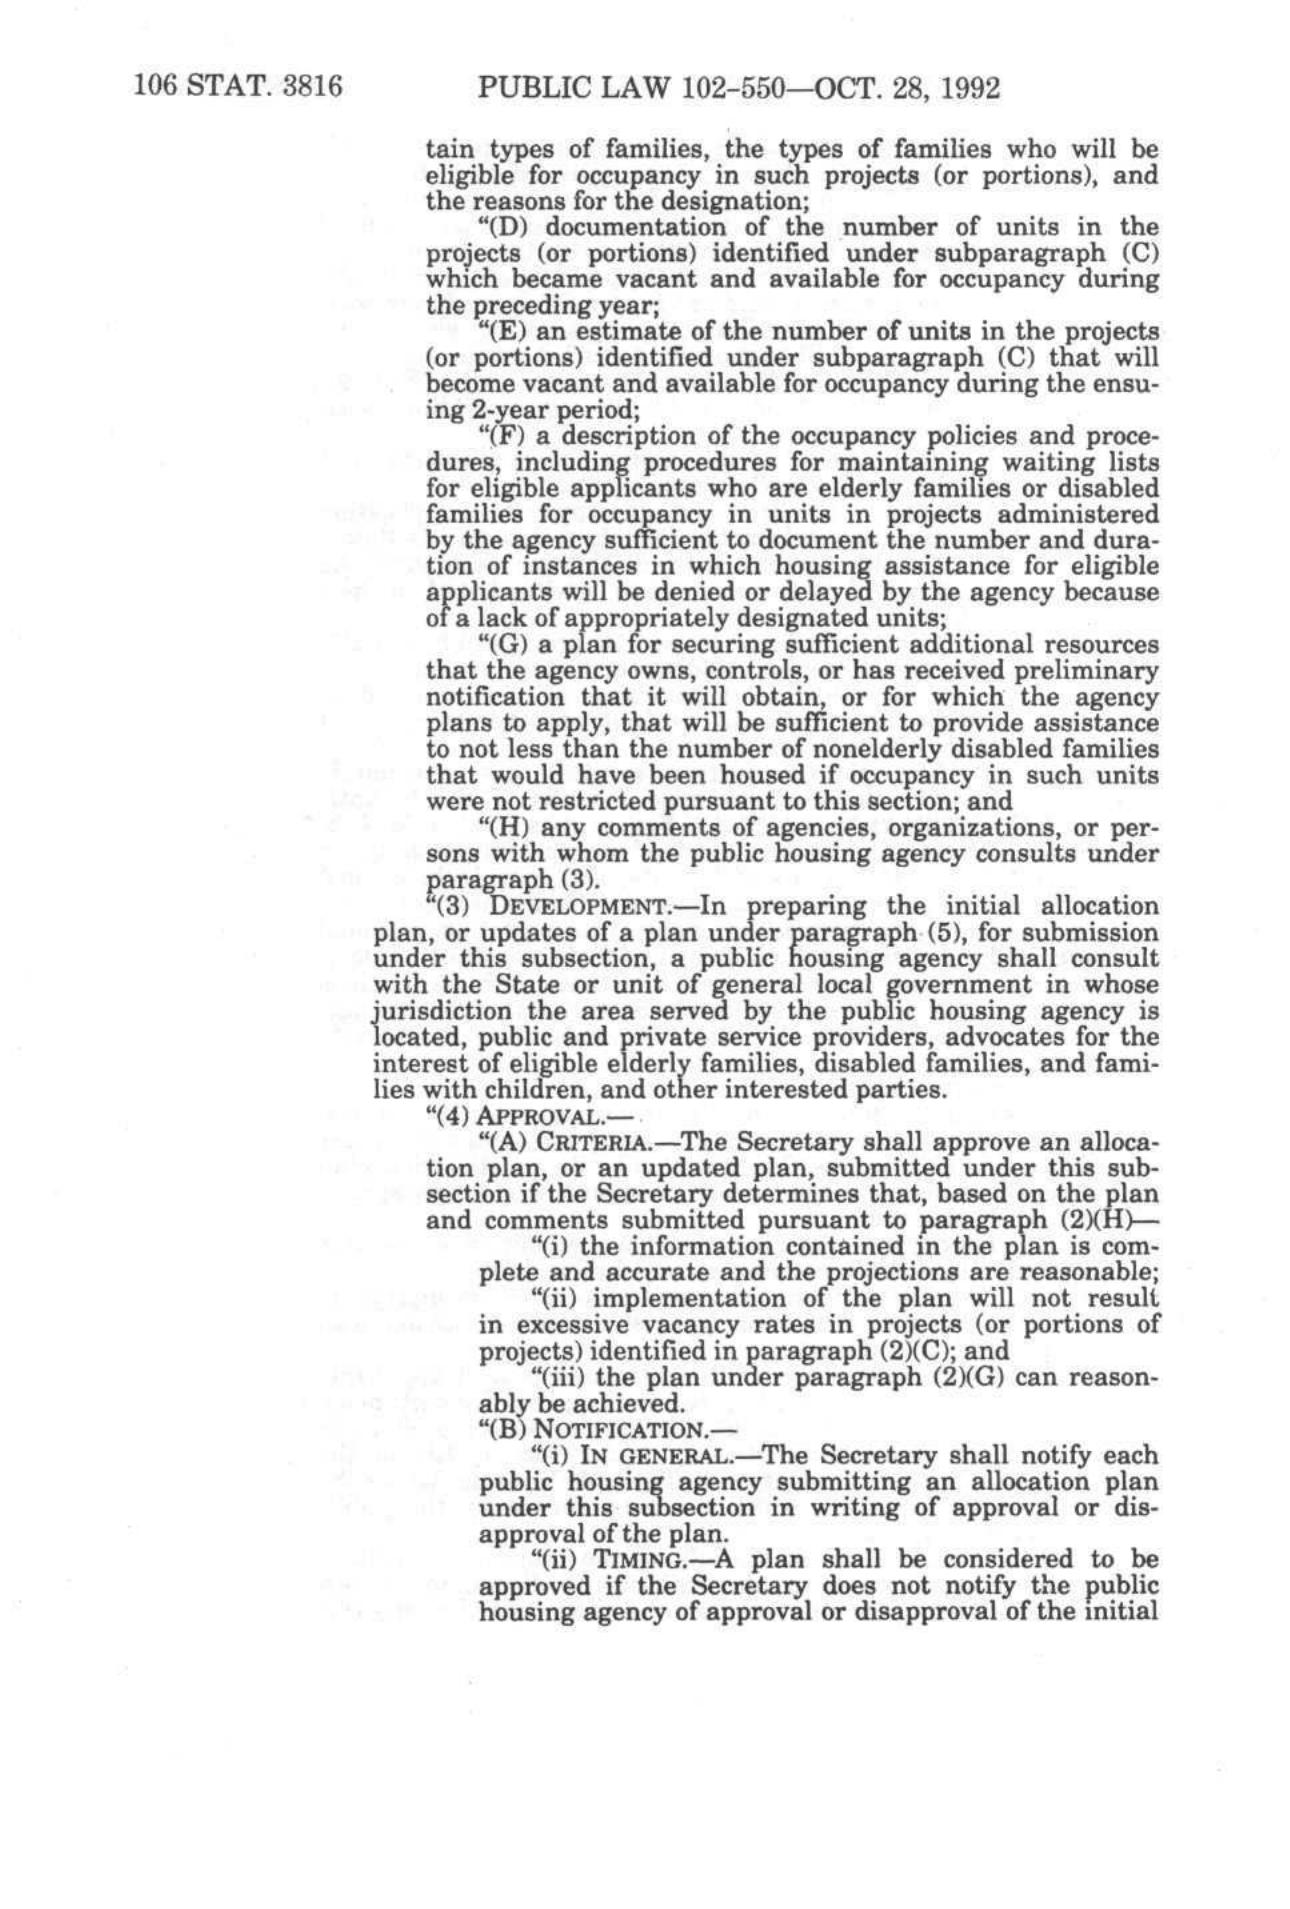 106 STAT. 3816 PUBLIC LAW 102–550—OCT. 28, 1992
tain types of families, the types of families who will be
eligible for occupancy in such projects (or portions), and
the reasons for the designation;
“(D) documentation of the number of units in the
projects (or portions) identified under subparagraph (C)
which became vacant and available for occupancy during
the preceding year;
“(E) an estimate of the number of units in the projects
(or portions) identified under subparagraph (C) that will
become vacant and available for occupancy during the ensu-
ing 2-year period;
“(F) a description of the occupancy policies and proce-
dures, including procedures for maintaining waiting lists
for eligible applicants who are elderly families or disabled
families for occupancy in units in projects administered
by the agency sufficient to document the number and dura-
tion of instances in which housing assistance for eligible
applicants will be denied or delayed by the agency because
of a lack of appropriately designated units;
“(G) a plan for securing sufficient additional resources
that the agency owns, controls, or has received preliminary
notification that it will obtain, or for which the agency
plans to apply, that will be sufficient to provide assistance
to not less than the number of nonelderly disabled families
that would have been housed if occupancy in such units
were not restricted pursuant to this section; and
“(H) any comments of agencies, organizations, or per-
sons with whom the public housing agency consults under
paragraph (3).
“(3) DEVELOPMENT.—In preparing the initial allocation
plan, or updates of a plan under paragraph (5), for submission
under this subsection, a public housing agency shall consult
with the State or unit of general local government in whose
jurisdiction the area served by the public housing agency is
located, public and private service providers, advocates for the
interest of eligible elderly families, disabled families, and fami-
lies with children, and other interested parties.
“(4) APPROVAL.—
“(A) CRITERIA.—The Secretary shall approve an alloca-
tion plan, or an updated plan, submitted under this sub-
section if the Secretary determines that, based on the plan
and comments submitted pursuant to paragraph (2)(H)—
“(i) the information contained in the plan is com-
plete and accurate and the projections are reasonable;
“(ii) implementation of the plan will not result
in excessive vacancy rates in projects (or portions of
projects) identified in paragraph (2)(C); and
“(iii) the plan under paragraph (2)(G) can reason-
ably be achieved.
“(B) NOTIFICATION.—
“(i) IN GENERAL.—The Secretary shall notify each
public housing agency submitting an allocation plan
under this subsection in writing of approval or dis-
approval of the plan.
“(ii) TIMING.—A plan shall be considered to be
approved if the Secretary does not notify the public
housing agency of approval or disapproval of the initial